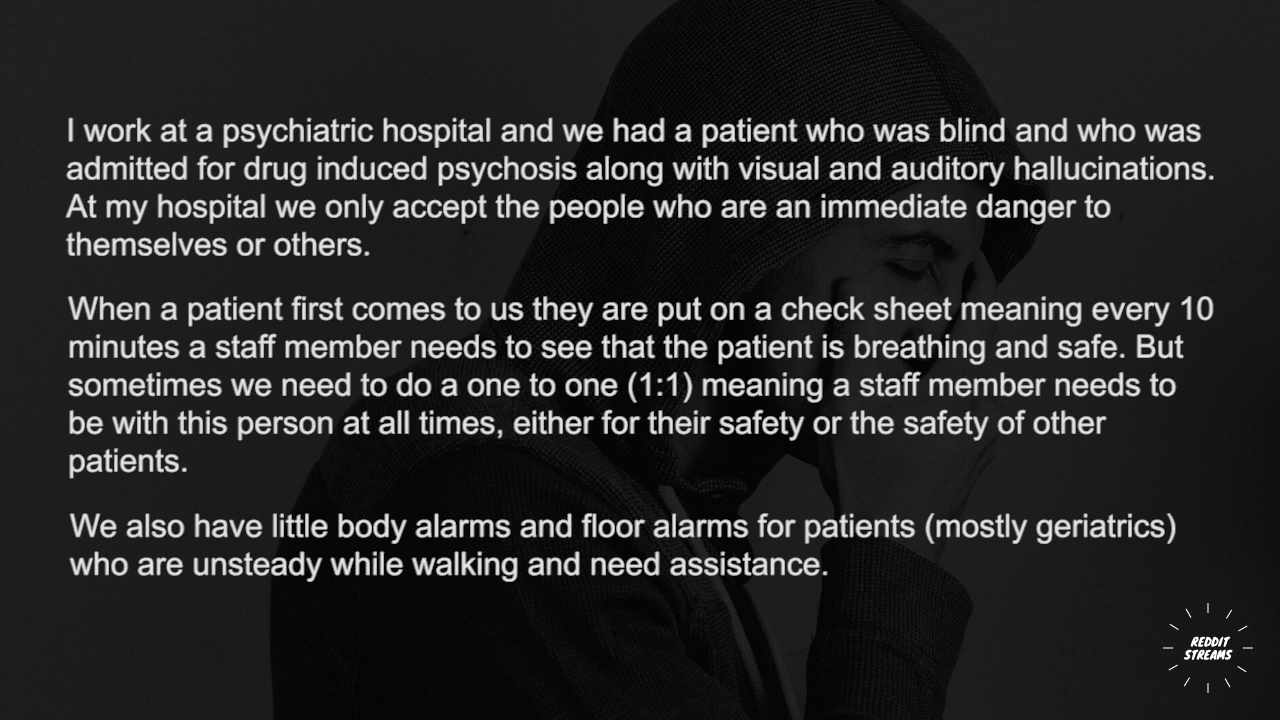 I work at a psychiatric hospital and we had a patient who was blind and who was
admitted for drug induced psychosis along with visual and auditory hallucinations.
At my hospital we only accept the people who are an immediate danger to
themselves or others.
When a patient first comes to us they are put on a check sheet meaning every 10
minutes a staff member needs to see that the patient is breathing and safe. But
sometimes we need to do a one to one (1:1) meaning a staff member needs to
be with this person at all times, either for their safety or the safety of other
patients.
We also have little body alarms and floor alarms for patients (mostly geriatrics)
who are unsteady while walking and need assistance.
REDDIT
STREAMS